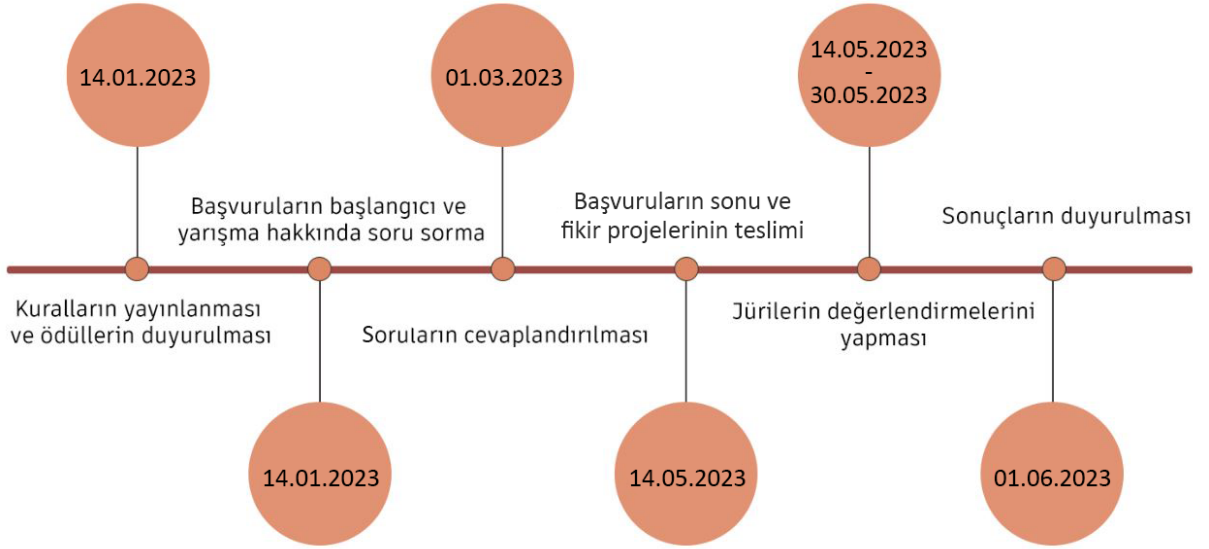 14.01.2023
Kuralların yayınlanması
ve ödüllerin duyurulması
Başvuruların başlangıcı ve
yarışma hakkında soru sorma
14.01.2023
01.03.2023
Soruların cevaplandırılması
Başvuruların sonu ve
fikir projelerinin teslimi
14.05.2023
14.05.2023
-
30.05.2023
Jürilerin değerlendirmelerini
yapması
Sonuçların duyurulması
01.06.2023